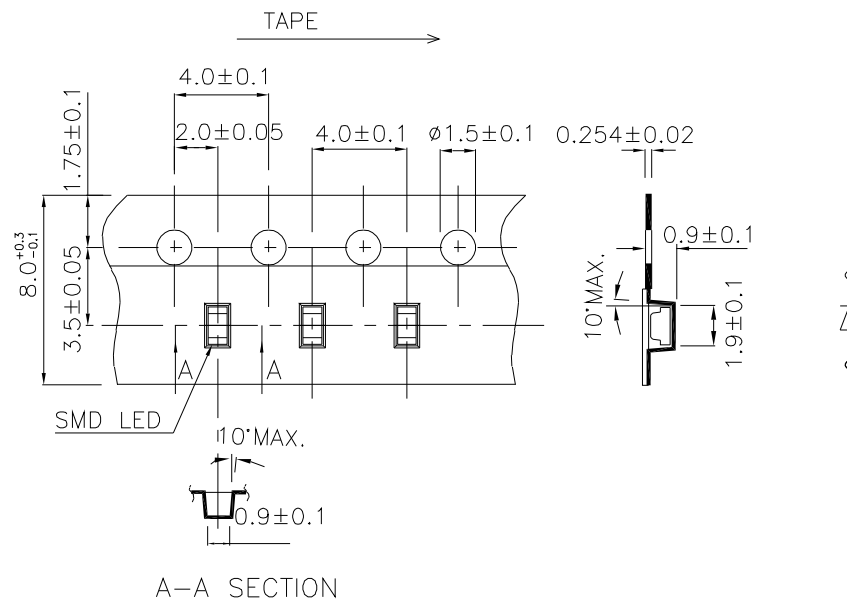 TAPE
4.0±0.1
2.0±0.05
4.0±0.1
ø1.5±0.1
0.254±0.02
1.75±0.1
8.0 +0.3 -0.1
3.5±0.05
0.9±0.1
10°MAX.
1.9±0.1
A
A
SMD LED
10°MAX.
0.9±0.1
A-A SECTION